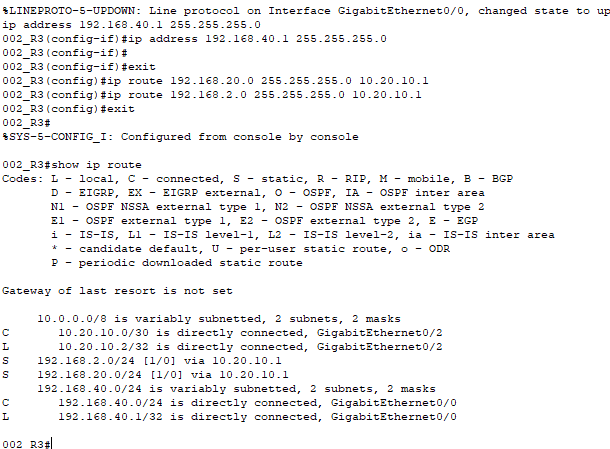 %LINEPROTO-5-UPDOWN: Line protocol on Interface GigabitEthernet0/0, changed state to up
ip address 192.168.40.1 255.255.255.0
002_R3(config-if)#ip address 192.168.40.1 255.255.255.0
002_R3(config-if)#
002_R3(config-if)#exit
002_R3(config)#ip route 192.168.20.0 255.255.255.0 10.20.10.1
002_R3(config)#ip route 192.168.2.0 255.255.255.0 10.20.10.1
002_R3(config)#exit
002_R3#
%SYS-5-CONFIG_I: Configured from console by console

002_R3#show ip route
Codes: L - local, C - connected, S - static, R - RIP, M - mobile, B - BGP
       D - EIGRP, EX - EIGRP external, O - OSPF, IA - OSPF inter area
       N1 - OSPF NSSA external type 1, N2 - OSPF NSSA external type 2
       E1 - OSPF external type 1, E2 - OSPF external type 2, E - EGP
       i - IS-IS, L1 - IS-IS level-1, L2 - IS-IS level-2, ia - IS-IS inter area
       * - candidate default, U - per-user static route, o - ODR
       P - periodic downloaded static route

Gateway of last resort is not set

     10.0.0.0/8 is variably subnetted, 2 subnets, 2 masks
C       10.20.10.0/30 is directly connected, GigabitEthernet0/2
L       10.20.10.2/32 is directly connected, GigabitEthernet0/2
S    192.168.2.0/24 [1/0] via 10.20.10.1
S    192.168.20.0/24 [1/0] via 10.20.10.1
     192.168.40.0/24 is variably subnetted, 2 subnets, 2 masks
C       192.168.40.0/24 is directly connected, GigabitEthernet0/0
L       192.168.40.1/32 is directly connected, GigabitEthernet0/0

002_R3#